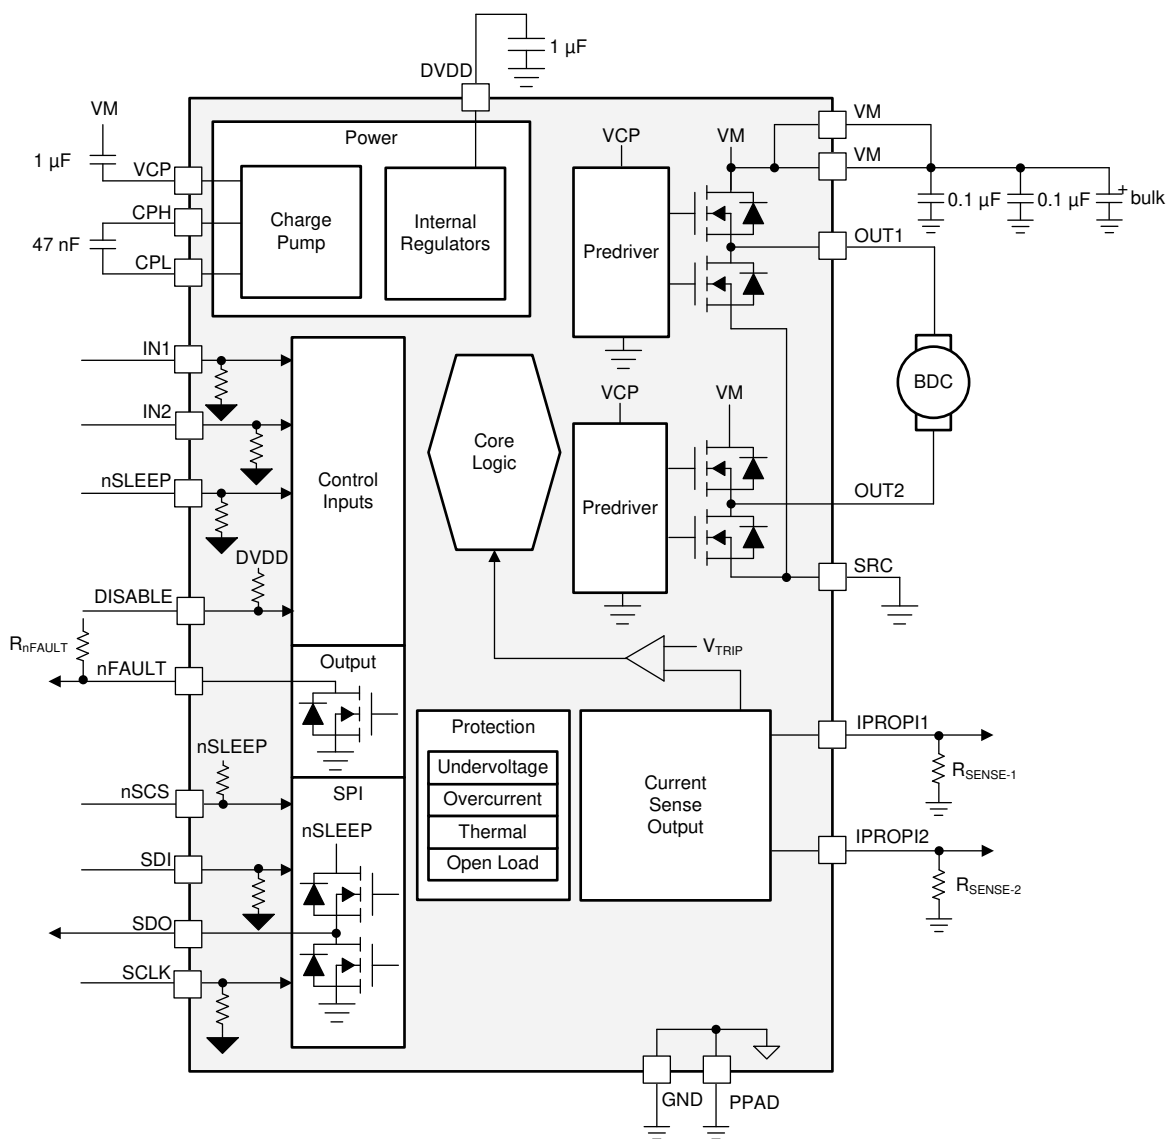 1 µF
DVDD
VM
1 µF
VCP
CPH
47 nF
CPL
Power
Charge
Pump
Internal
Regulators
VCP
VM
Predriver
VM
VM
0.1 µF
0.1 µF
+
bulk
OUT1
BDC
IN1
IN2
nSLEEP
Control
Inputs
Core
Logic
VCP
VM
Predriver
OUT2
SRC
DVDD
DISABLE
RnFAULT
nFAULT
Output
VTRIP
Protection
Undervoltage
Overcurrent
Thermal
Open Load
Current
Sense
Output
IPROPI1
RSENSE-1
IPROPI2
RSENSE-2
nSLEEP
nSCS
SPI
nSLEEP
SDI
SDO
SCLK
GND
PPAD